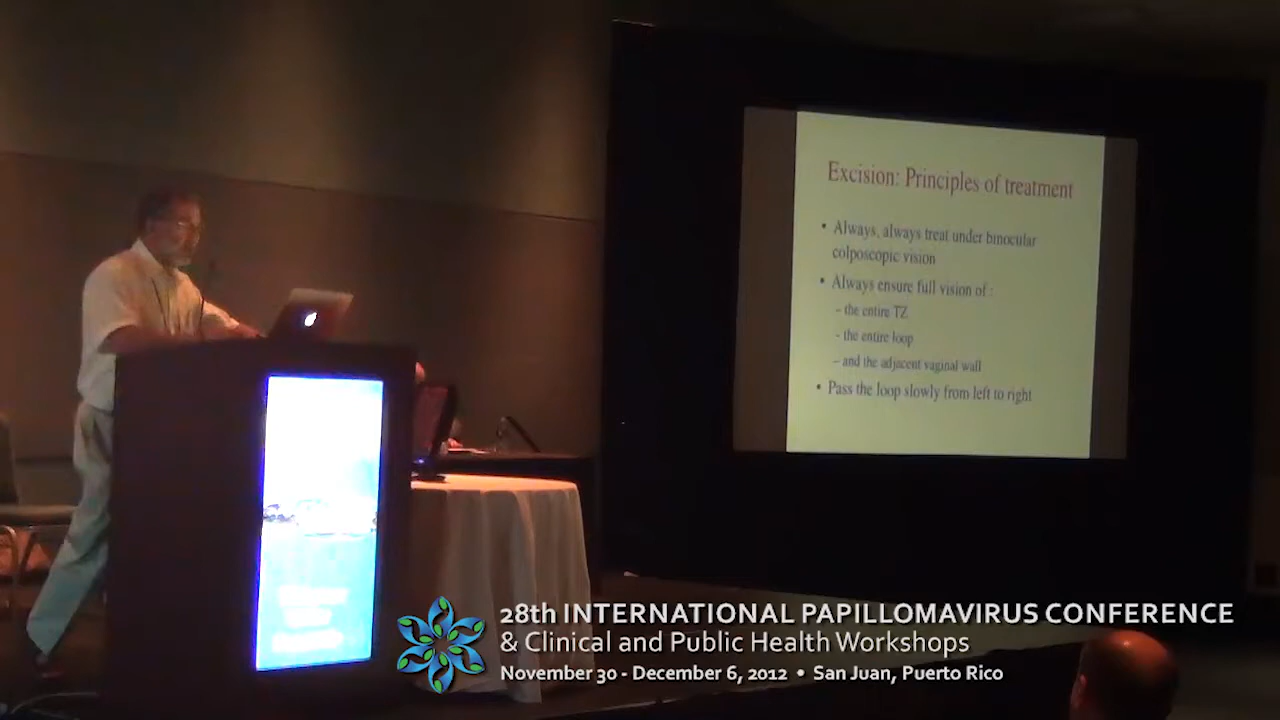 Excision: Principles of treatment
• Always, always treat under binocular
colposcopic vision
• Always ensure full vision of :
– the entire TZ
- the entire loop
– and the adjacent vaginal wall
• Pass the loop slowly from left to right
28th INTERNATIONAL PAPILLOMAVIRUS CONFERENCE
& Clinical and Public Health Workshops
November 30 - December 6, 2012 • San Juan, Puerto Rico